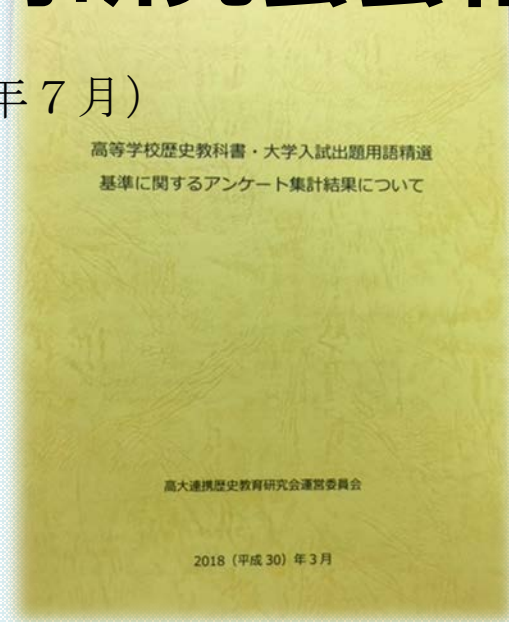 年７月）
高等学校歴史教科書・大学入試出題用語精選
基準に関するアンケート集計結果について
高大連携歴史教育研究会運営委員会
2018（平成 30）年 3 月